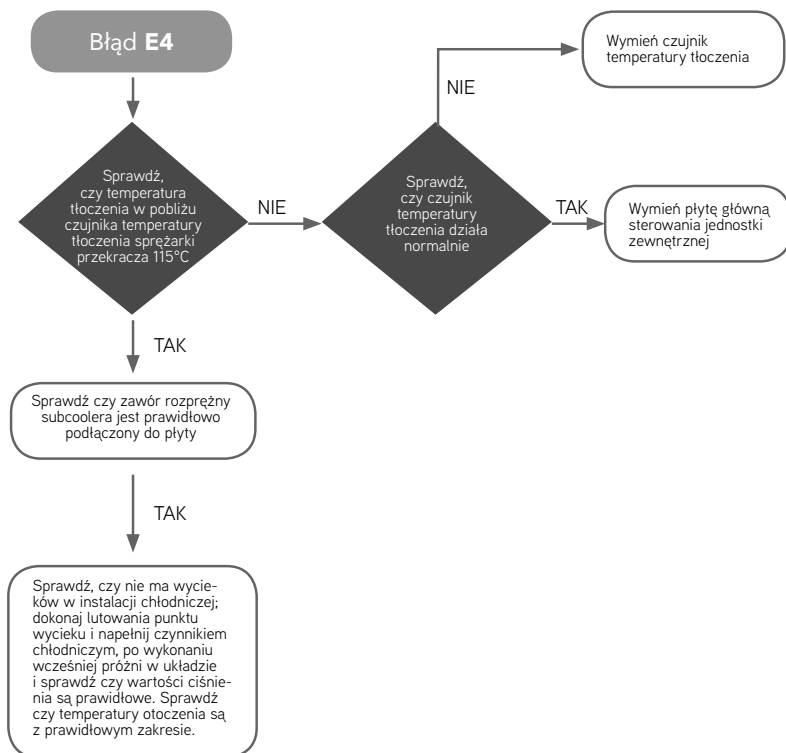 Błąd E4
Sprawdź,
czy temperatura
tłoczenia w pobliżu
czujnika temperatury
tłoczenia sprężarki
przekracza 115°C
NIE
Sprawdź,
czy czujnik
temperatury
tłoczenia działa
normalnie
NIE
Wymień czujnik
temperatury tłoczenia
TAK
Wymień płytę główną
sterowania jednostki
zewnętrznej
TAK
Sprawdź czy zawór rozprężny
subcoolera jest prawidłowo
podłączony do płyty
TAK
Sprawdź, czy nie ma wycie-
ków w instalacji chłodniczej;
dokonaj lutowania punktu
wycieku i napełnij czynnikiem
chłodniczym, po wykonaniu
wcześniej próżni w układzie
i sprawdź czy wartości ciśnie-
nia są prawidłowe. Sprawdź
czy temperatury otoczenia są
z prawidłowym zakresie.